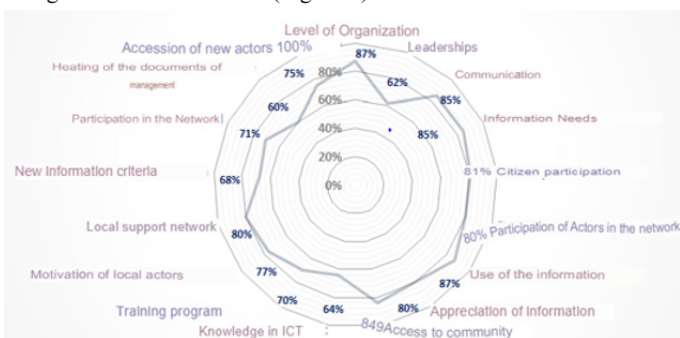 Level of Organization
Accession of new actors 100%
87%
Leaderships
Heating of the documents of
management
75%
80%
62%
Communication
60%
60%
85%
Participation in the Network
71%
40%
85%
Information Needs
20%
New Information criteria
68%
0%
81% Citizen participation
Local support network
80%
80% Participation of Actors in the network
Motivation of local actors
77%
87%
Use of the information
Training program
70%
64%
80%
Appreciation of Information
Knowledge in ICT :
849Access to community